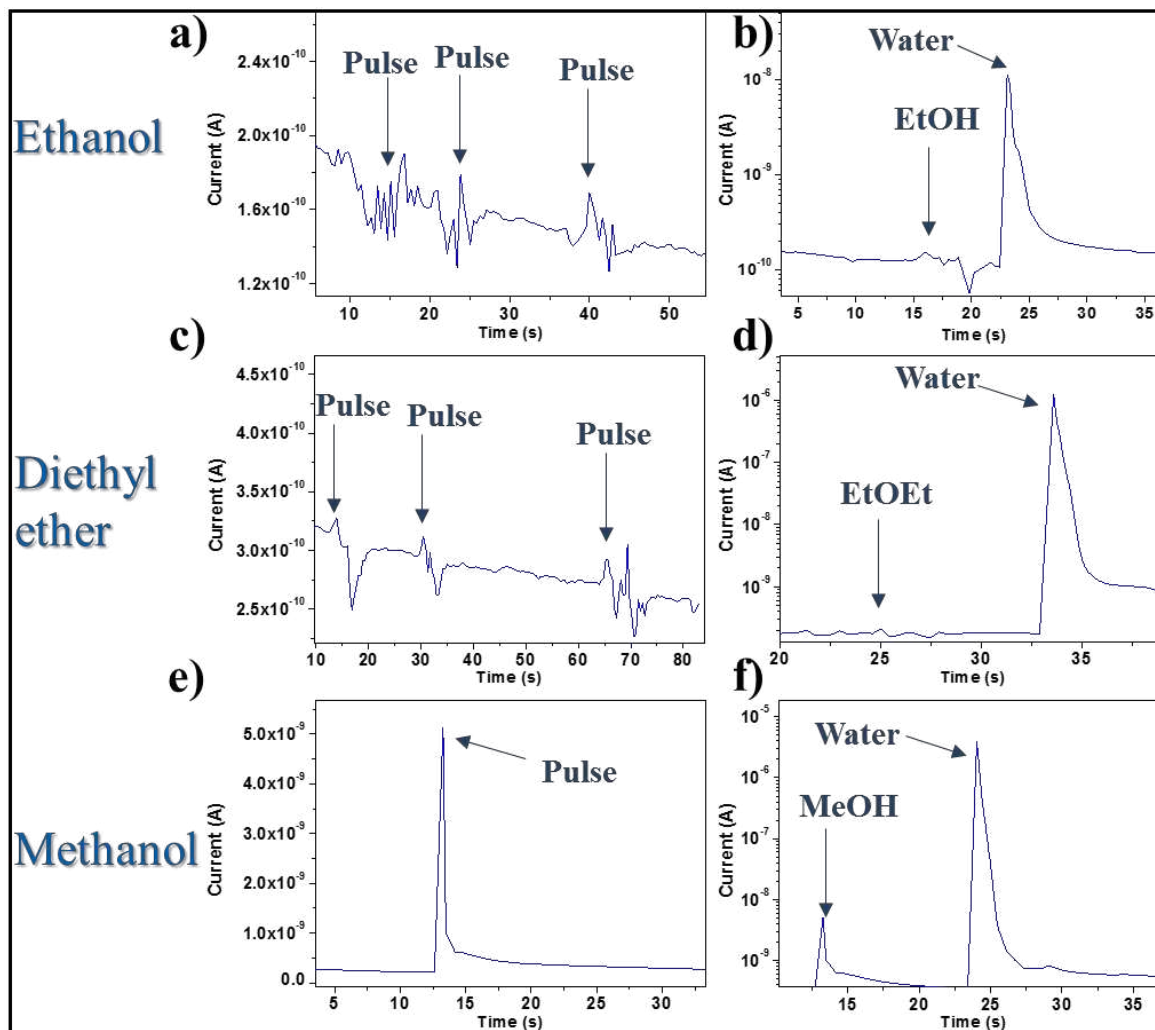 Ethanol
a)
Pulse
Pulse
Pulse
Current (A)
2.4x10⁻¹⁰
2.0x10⁻¹⁰
1.6x10⁻¹⁰
1.2x10⁻¹⁰
10 20 30 40 50
Time (s)
b)
Water
EtOH
Current (A)
10⁻⁸
10⁻⁹
10⁻¹⁰
5 10 15 20 25 30 35
Time (s)
Diethyl
ether
c)
Pulse
Pulse
Pulse
Current (A)
4.5x10⁻¹⁰
4.0x10⁻¹⁰
3.5x10⁻¹⁰
3.0x10⁻¹⁰
2.5x10⁻¹⁰
10 20 30 40 50 60 70 80
Time (s)
d)
Water
EtOEt
Current (A)
10⁻⁶
10⁻⁷
10⁻⁸
10⁻⁹
20 25 30 35
Time (s)
Methanol
e)
Pulse
Current (A)
5.0x10⁻⁹
4.0x10⁻⁹
3.0x10⁻⁹
2.0x10⁻⁹
1.0x10⁻⁹
0.0
5 10 15 20 25 30
Time (s)
f)
Water
MeOH
Current (A)
10⁻⁵
10⁻⁶
10⁻⁷
10⁻⁸
10⁻⁹
15 20 25 30 35
Time (s)